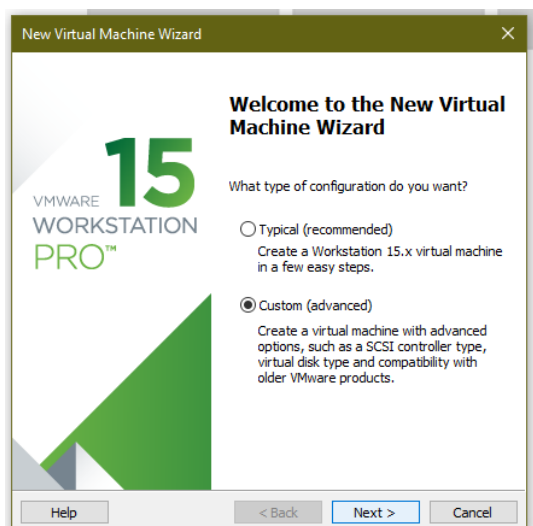 New Virtual Machine Wizard
15
VMWARE
WORKSTATION
PRO™
Welcome to the New Virtual
Machine Wizard
What type of configuration do you want?
Typical (recommended)
Create a Workstation 15.x virtual machine
in a few easy steps.
Custom (advanced)
Create a virtual machine with advanced
options, such as a SCSI controller type,
virtual disk type and compatibility with
older VMware products.
Help
< Back
Next >
Cancel